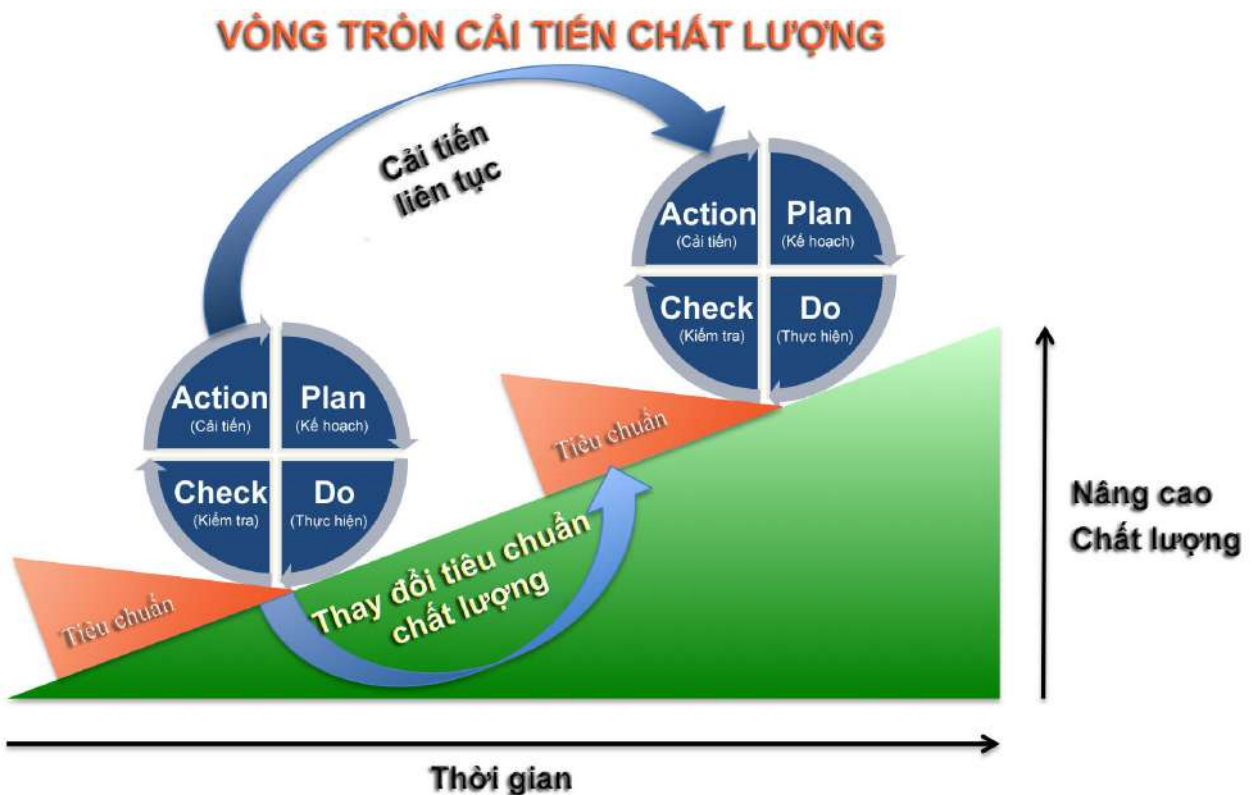 VÒNG TRÒN CẢI TIẾN CHẤT LƯỢNG
Cải tiến
liên tục
Action
(Cải tiến)
Plan
(Kế hoạch)
Check
(Kiểm tra)
Do
(Thực hiện)
Action
(Cải tiến)
Plan
(Kế hoạch)
Check
(Kiểm tra)
Do
(Thực hiện)
Tiêu chuẩn
Tiêu chuẩn
Thay đổi tiêu chuẩn
chất lượng
Nâng cao
Chất lượng
Thời gian